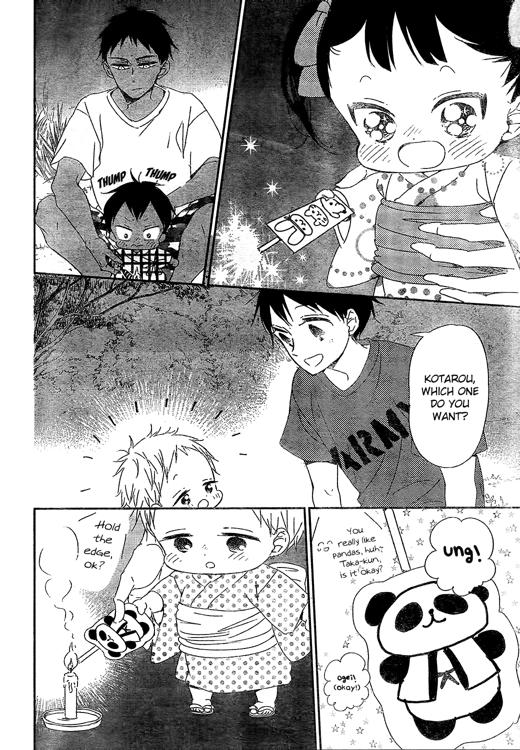 THUMP
THUMP
KOTAROU,
WHICH ONE
DO YOU
WANT?
ARMY
Hold
the
edge,
ok?
You
really like
pandas, huh?
Taka-kun,
is it okay?
ung!
ogei!
(okay!)